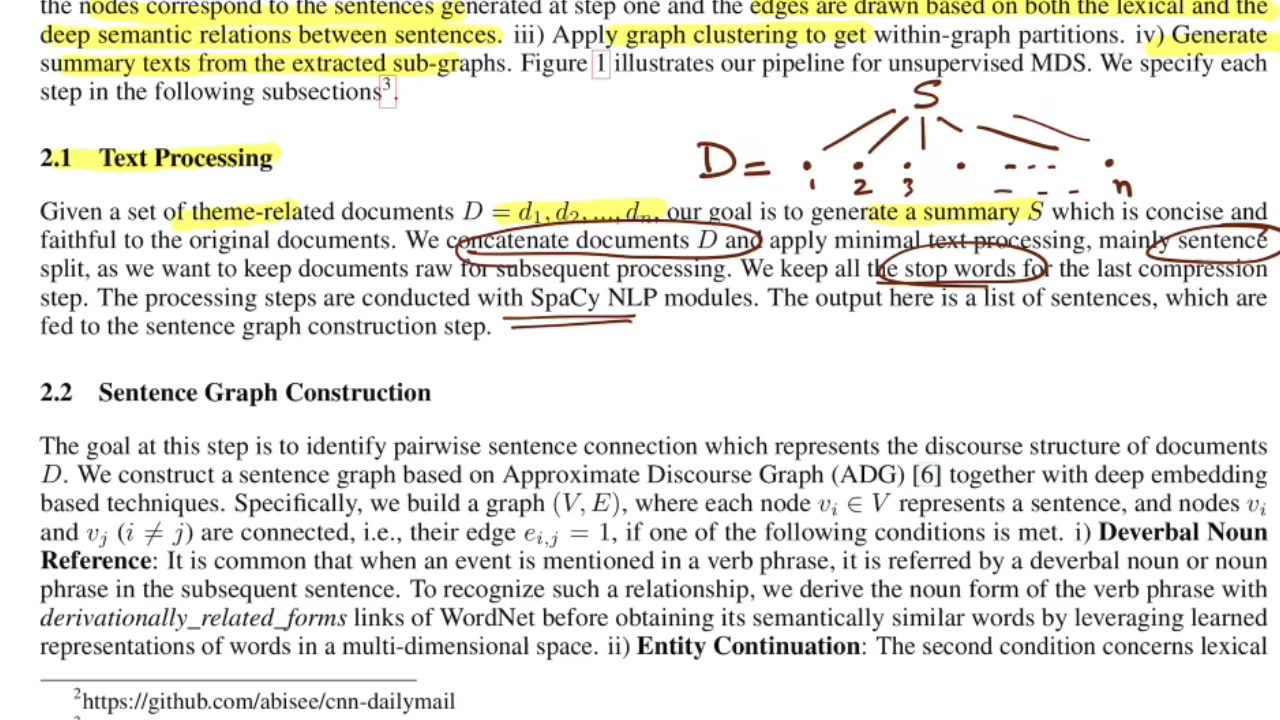 the nodes correspond to the sentences generated at step one and the edges are drawn based on both the lexical and the
deep semantic relations between sentences. iii) Apply graph clustering to get within-graph partitions. iv) Generate
summary texts from the extracted sub-graphs. Figure 1 illustrates our pipeline for unsupervised MDS. We specify each
step in the following subsections3.
S
2.1 Text Processing
D = . . . . - - - .
1 2 3 - - - n
Given a set of theme-related documents D = d1, d2, ..., dn, our goal is to generate a summary S which is concise and
faithful to the original documents. We concatenate documents D and apply minimal text processing, mainly sentence
split, as we want to keep documents raw for subsequent processing. We keep all the stop words for the last compression
step. The processing steps are conducted with SpaCy NLP modules. The output here is a list of sentences, which are
fed to the sentence graph construction step.
2.2 Sentence Graph Construction
The goal at this step is to identify pairwise sentence connection which represents the discourse structure of documents
D. We construct a sentence graph based on Approximate Discourse Graph (ADG) [6] together with deep embedding
based techniques. Specifically, we build a graph (V, E), where each node vi ∈ V represents a sentence, and nodes vi
and vj (i ≠ j) are connected, i.e., their edge ei,j = 1, if one of the following conditions is met. i) Deverbal Noun
Reference: It is common that when an event is mentioned in a verb phrase, it is referred by a deverbal noun or noun
phrase in the subsequent sentence. To recognize such a relationship, we derive the noun form of the verb phrase with
derivationally_related_forms links of WordNet before obtaining its semantically similar words by leveraging learned
representations of words in a multi-dimensional space. ii) Entity Continuation: The second condition concerns lexical
2https://github.com/abisee/cnn-dailymail